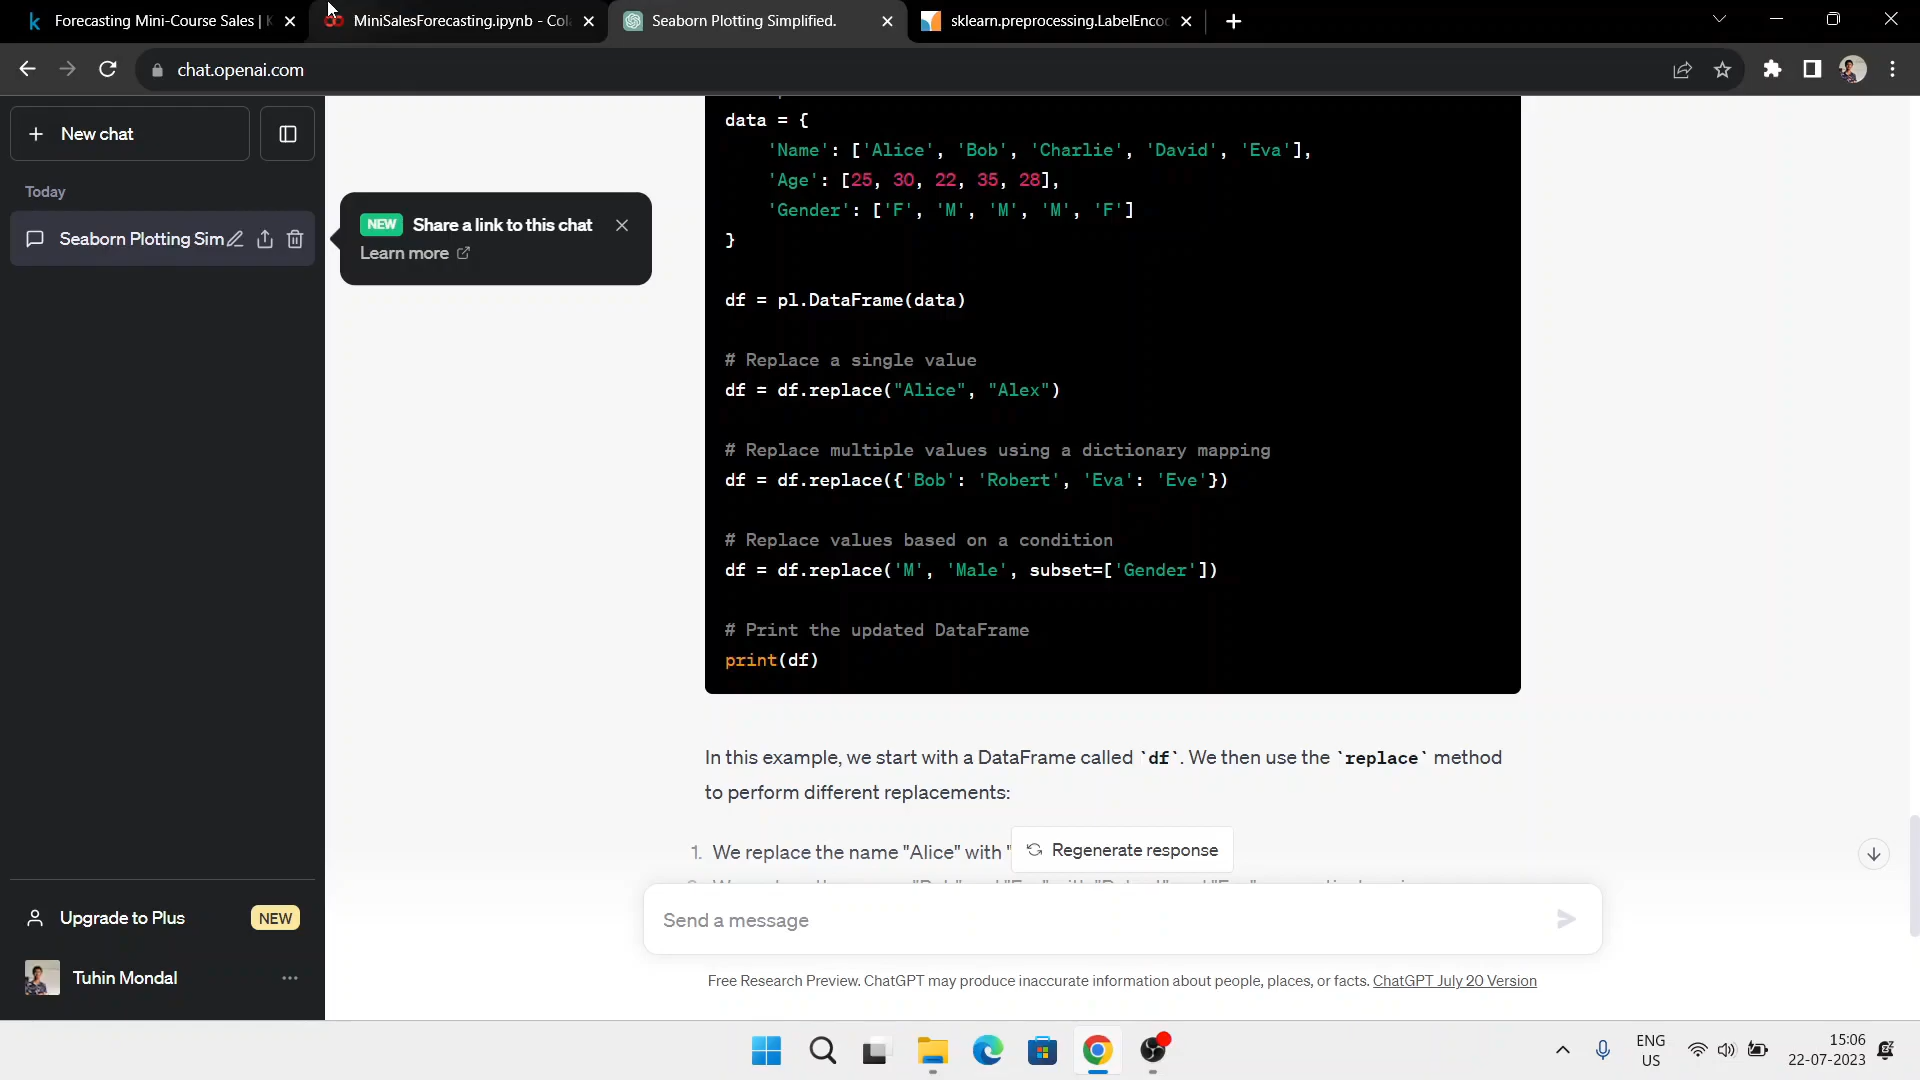 Forecasting Mini-Course Sales |
MiniSalesForecasting.ipynb - Col
Seaborn Plotting Simplified.
sklearn.preprocessing.LabelEnco
chat.openai.com
New chat
Today
Seaborn Plotting Sim
NEW Share a link to this chat
Learn more
data = {
'Name': ['Alice', 'Bob', 'Charlie', 'David', 'Eva'],
'Age': [25, 30, 22, 35, 28],
'Gender': ['F', 'M', 'M', 'M', 'F']
}
df = pl.DataFrame(data)
# Replace a single value
df = df.replace("Alice", "Alex")
# Replace multiple values using a dictionary mapping
df = df.replace({'Bob': 'Robert', 'Eva': 'Eve'})
# Replace values based on a condition
df = df.replace('M', 'Male', subset=['Gender'])
# Print the updated DataFrame
print(df)
In this example, we start with a DataFrame called `df`. We then use the `replace` method
to perform different replacements:
1. We replace the name "Alice" with "
Regenerate response
Send a message
Free Research Preview. ChatGPT may produce inaccurate information about people, places, or facts. ChatGPT July 20 Version
Upgrade to Plus NEW
Tuhin Mondal
ENG
US
15:06
22-07-2023